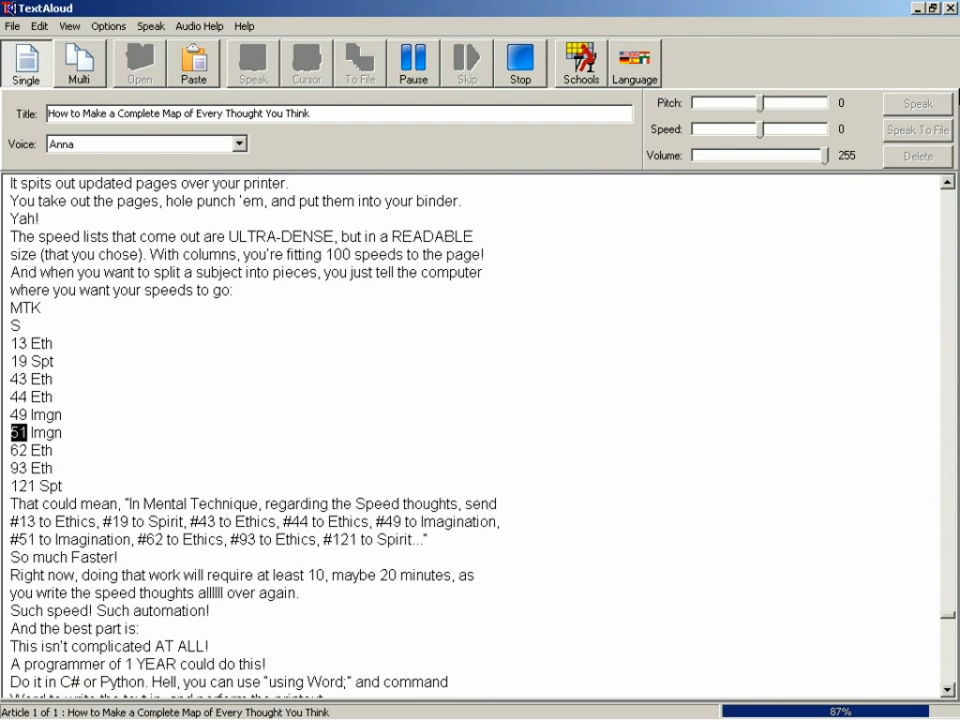 TextAloud
File Edit View Options Speak Audio Help Help
Single Multi Open Paste Speak Cursor To File Pause Skip Stop Schools Language
Title: How to Make a Complete Map of Every Thought You Think
Voice: Anna
Pitch: 0 Speak
Speed: 0 Speak To File
Volume: 255 Delete
It spits out updated pages over your printer.
You take out the pages, hole punch 'em, and put them into your binder.
Yah!
The speed lists that come out are ULTRA-DENSE, but in a READABLE
size (that you chose). With columns, you're fitting 100 speeds to the page!
And when you want to split a subject into pieces, you just tell the computer
where you want your speeds to go:
MTK
S
13 Eth
19 Spt
43 Eth
44 Eth
49 Imgn
51 Imgn
62 Eth
93 Eth
121 Spt
That could mean, "In Mental Technique, regarding the Speed thoughts, send
#13 to Ethics, #19 to Spirit, #43 to Ethics, #44 to Ethics, #49 to Imagination,
#51 to Imagination, #62 to Ethics, #93 to Ethics, #121 to Spirit..."
So much Faster!
Right now, doing that work will require at least 10, maybe 20 minutes, as
you write the speed thoughts allllll over again.
Such speed! Such automation!
And the best part is:
This isn't complicated AT ALL!
A programmer of 1 YEAR could do this!
Do it in C# or Python. Hell, you can use "using Word;" and command
Word to write the text in, and perform the printout
Article 1 of 1 : How to Make a Complete Map of Every Thought You Think 87%